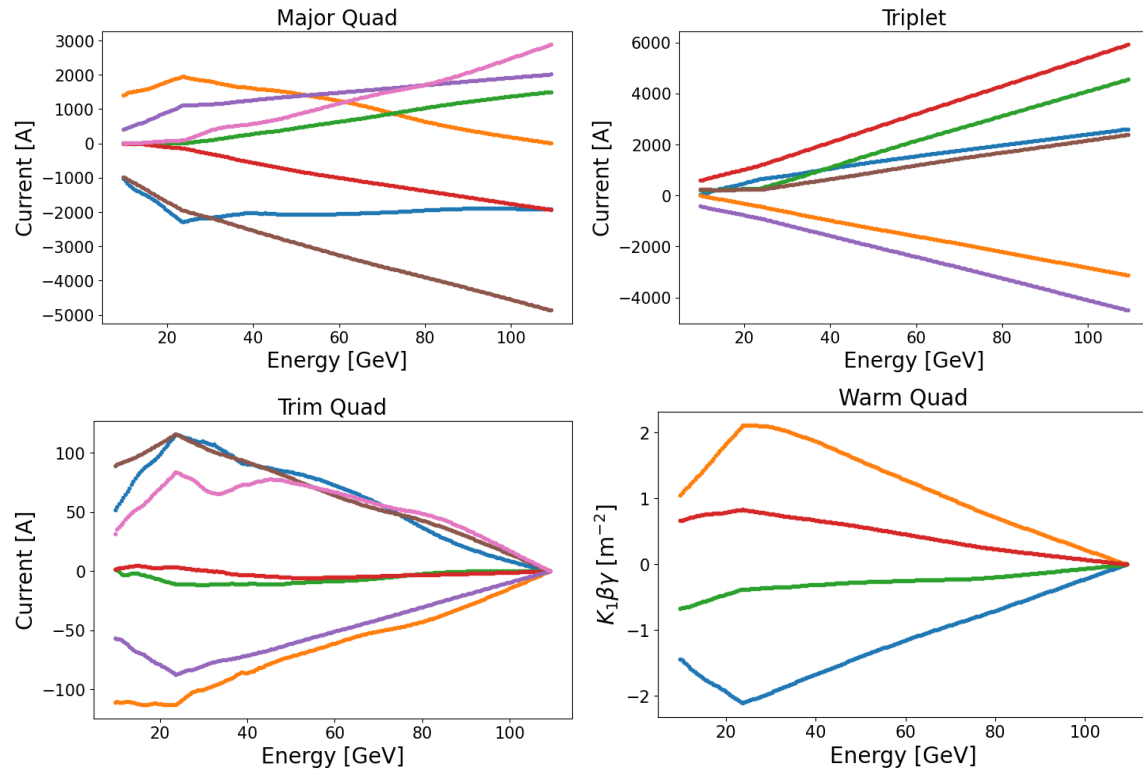 Major Quad
3000
2000
1000
0
−1000
−2000
−3000
−4000
−5000
Current [A]
20 40 60 80 100
Energy [GeV]
Triplet
6000
4000
2000
0
−2000
−4000
Current [A]
20 40 60 80 100
Energy [GeV]
Trim Quad
100
50
0
−50
−100
Current [A]
20 40 60 80 100
Energy [GeV]
Warm Quad
2
1
0
−1
−2
K₁βγ [m⁻²]
20 40 60 80 100
Energy [GeV]